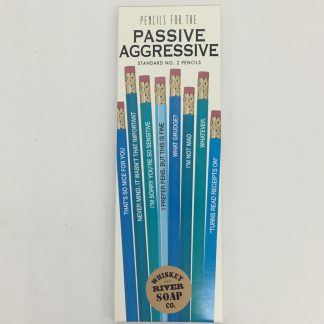 PENCILS FOR THE
PASSIVE
AGGRESSIVE
STANDARD NO. 2 PENCILS
THAT'S SO NICE FOR YOU
NEVER MIND, IT WASN'T THAT IMPORTANT
I'M SORRY YOU'RE SO SENSITIVE
I PREFER PENS, BUT THIS IS FINE
WHAT GRUDGE?
I'M NOT MAD
WHATEVER.
*TURNS READ RECEIPTS ON*
WHISKEY
RIVER
SOAP
CO.